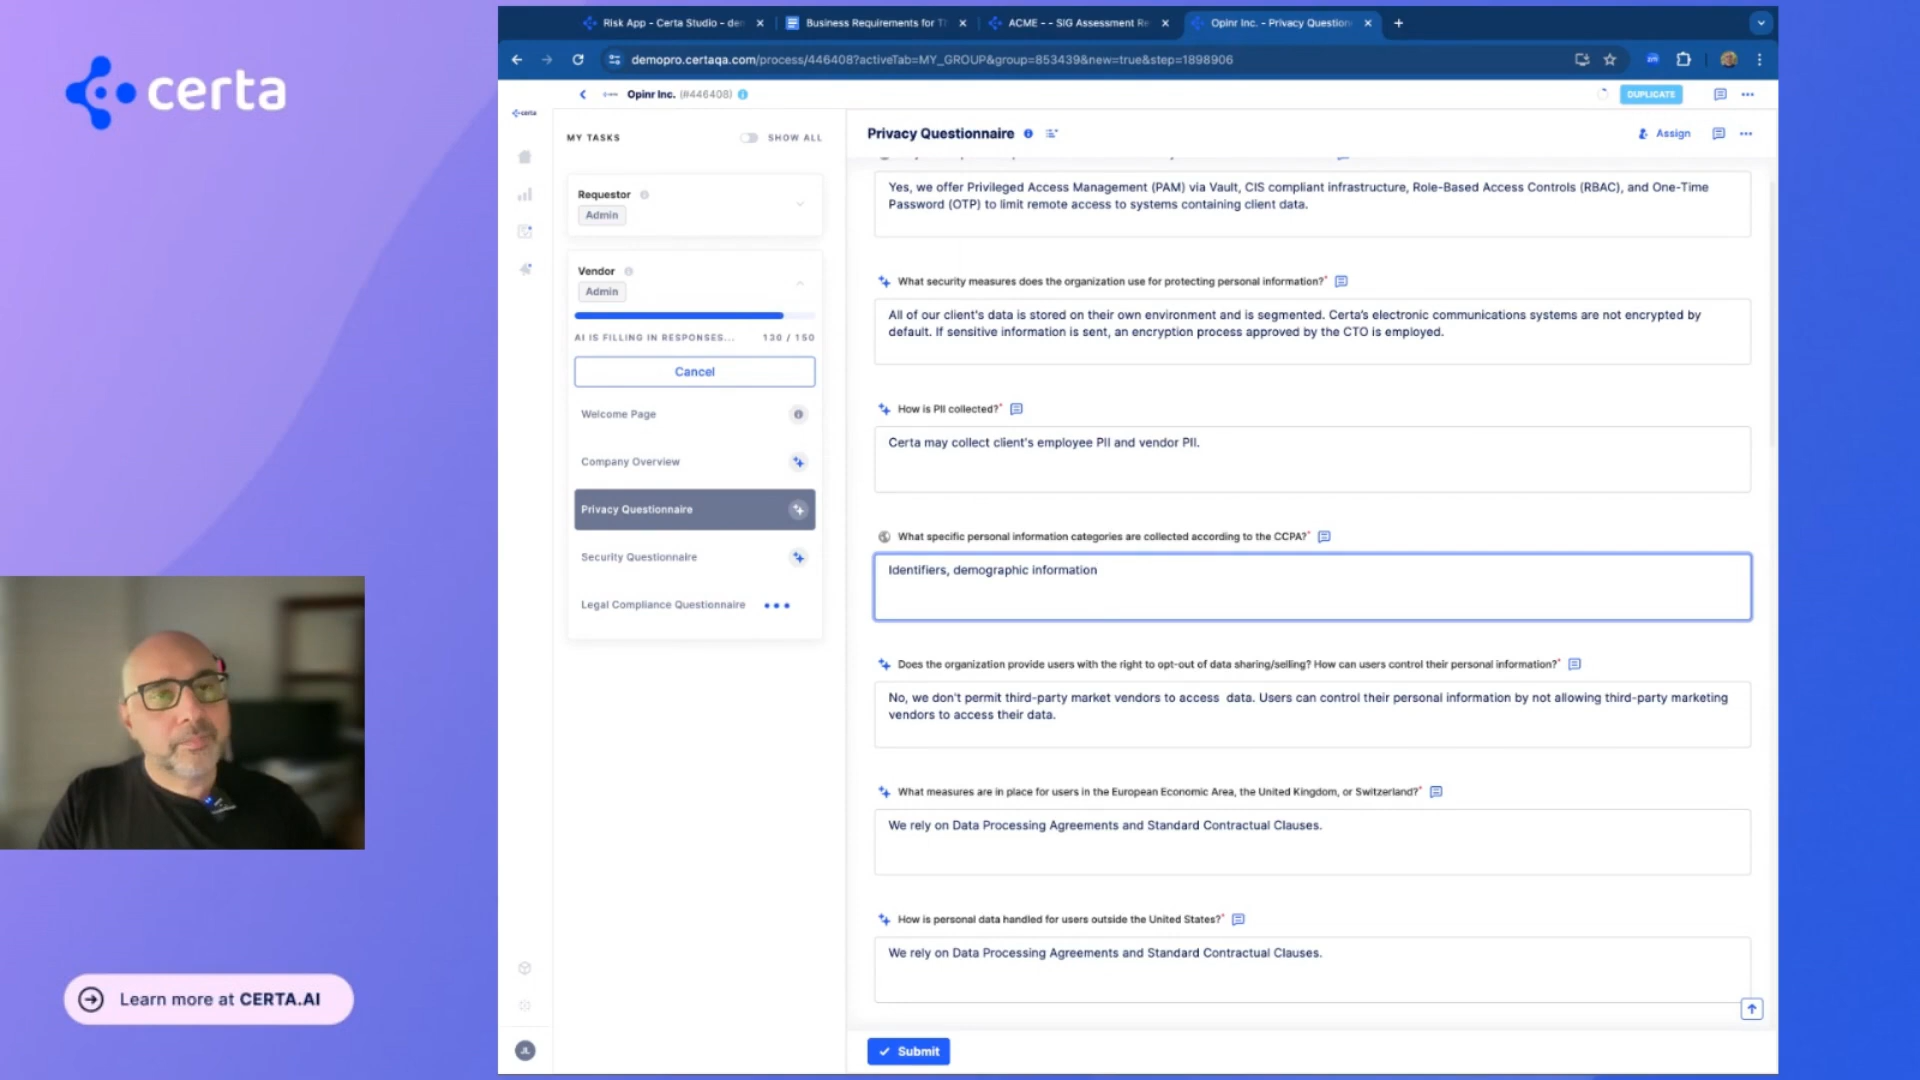 certa
Risk App - Certa Studio - de
Business Requirements for T
ACME - - SIG Assessment Re
Opinr Inc. - Privacy Question
demopro.certaqa.com/process/446408?activeTab=MY_GROUP&group=853439&new=true&step=1898906
Opinr Inc. (#446408)
DUPLICATE
certa
MY TASKS
SHOW ALL
Privacy Questionnaire
Assign
Requestor
Admin
Vendor
Admin
AI IS FILLING IN RESPONSES... 130 / 150
Cancel
Welcome Page
Company Overview
Privacy Questionnaire
Security Questionnaire
Legal Compliance Questionnaire
Yes, we offer Privileged Access Management (PAM) via Vault, CIS compliant infrastructure, Role-Based Access Controls (RBAC), and One-Time
Password (OTP) to limit remote access to systems containing client data.
What security measures does the organization use for protecting personal information?*
All of our client's data is stored on their own environment and is segmented. Certa's electronic communications systems are not encrypted by
default. If sensitive information is sent, an encryption process approved by the CTO is employed.
How is PII collected?*
Certa may collect client's employee PII and vendor PII.
What specific personal information categories are collected according to the CCPA?*
Identifiers, demographic information
Does the organization provide users with the right to opt-out of data sharing/selling? How can users control their personal information?*
No, we don't permit third-party market vendors to access  data. Users can control their personal information by not allowing third-party marketing
vendors to access their data.
What measures are in place for users in the European Economic Area, the United Kingdom, or Switzerland?*
We rely on Data Processing Agreements and Standard Contractual Clauses.
How is personal data handled for users outside the United States?*
We rely on Data Processing Agreements and Standard Contractual Clauses.
Submit
JL
Learn more at CERTA.AI